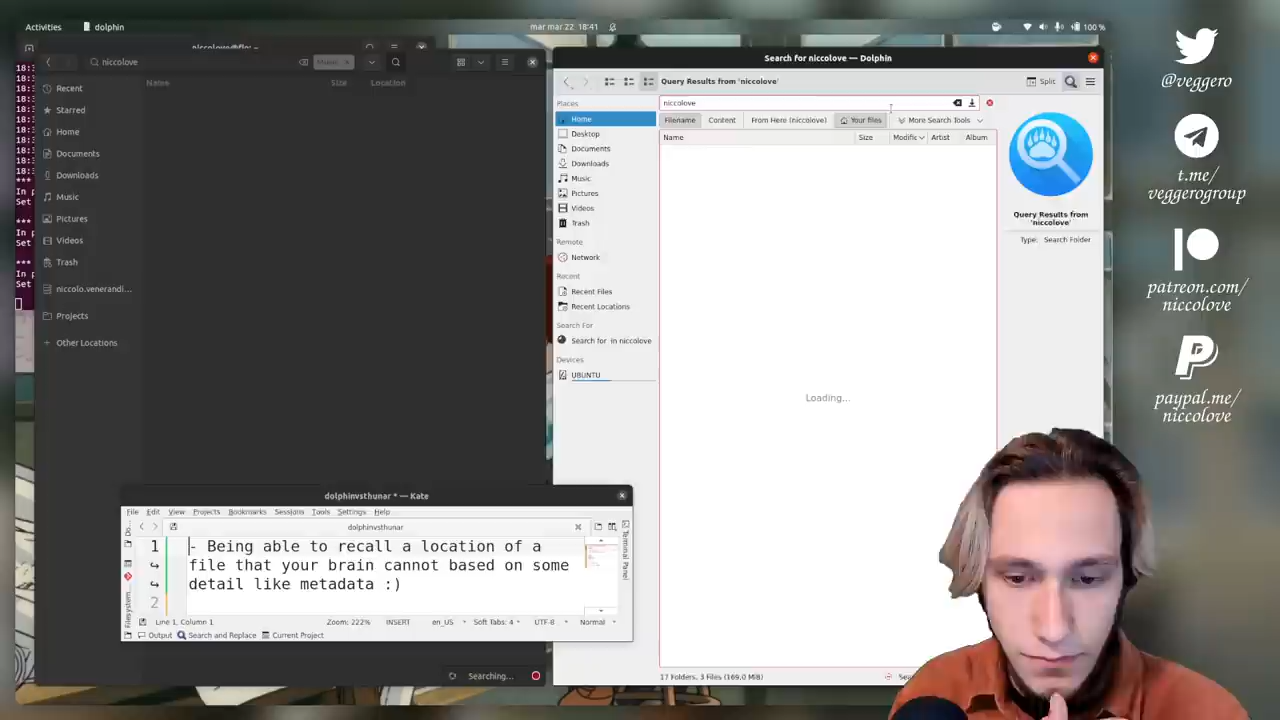 Activities
dolphin
mar mar 22 18:41
100 %
niccolove
Music
Name
Size
Location
Recent
Starred
Home
Documents
Downloads
Music
Pictures
Videos
Trash
niccolo.venerandi...
Projects
Other Locations
Searching...
Search for niccolove — Dolphin
Query Results from 'niccolove'
Split
niccolove
Filename
Content
From Here (niccolove)
Your files
More Search Tools
Name
Size
Modific
Artist
Album
Places
Home
Desktop
Documents
Downloads
Music
Pictures
Videos
Trash
Remote
Network
Recent
Recent Files
Recent Locations
Search For
Search for in niccolove
Devices
UBUNTU
Loading...
17 Folders, 3 Files (169.0 MiB)
Query Results from
'niccolove'
Type: Search Folder
dolphinvsthunar * — Kate
File Edit View Projects Bookmarks Sessions Tools Settings Help
dolphinvsthunar
1 - Being able to recall a location of a
file that your brain cannot based on some
detail like metadata :)
2
Terminal Panel
Line 1, Column 1
Zoom: 222%
INSERT
en_US
Soft Tabs: 4
UTF-8
Normal
Output
Search and Replace
Current Project
@veggero
t.me/
veggerogroup
patreon.com/
niccolove
paypal.me/
niccolove